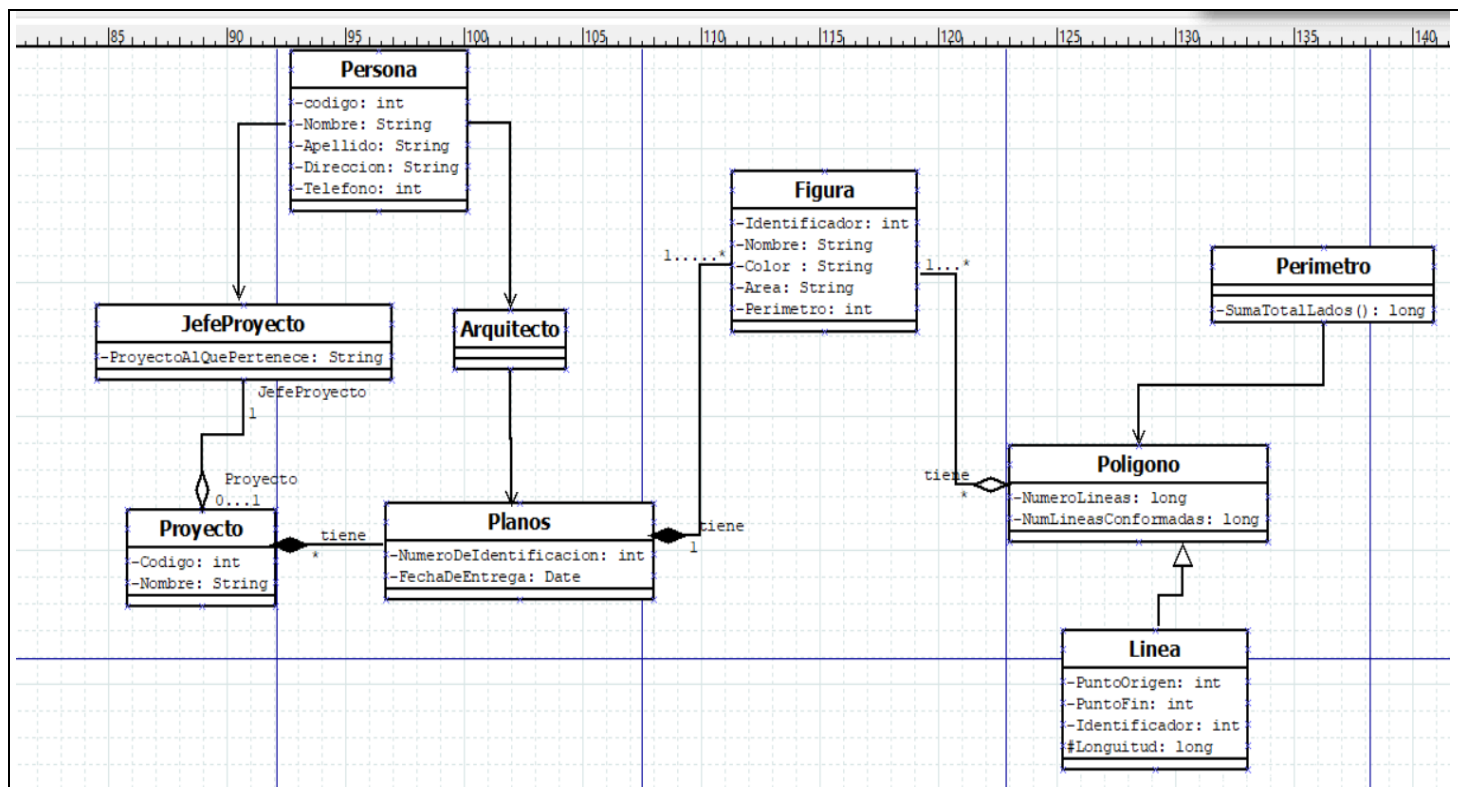 85 90 95 100 105 110 115 120 125 130 135 140
Persona
-codigo: int
-Nombre: String
-Apellido: String
-Direccion: String
-Telefono: int
JefeProyecto
-ProyectoAlQuePertenece: String
JefeProyecto
1
Arquitecto
Proyecto
0...1
Proyecto
-Codigo: int
-Nombre: String
tiene
*
Planos
-NumeroDeIdentificacion: int
-FechaDeEntrega: Date
tiene
1
1.....*
Figura
-Identificador: int
-Nombre: String
-Color : String
-Area: String
-Perimetro: int
1...*
Perimetro
-SumaTotalLados(): long
tiene
*
Poligono
-NumeroLineas: long
-NumLineasConformadas: long
Linea
-PuntoOrigen: int
-PuntoFin: int
-Identificador: int
#Longuitud: long